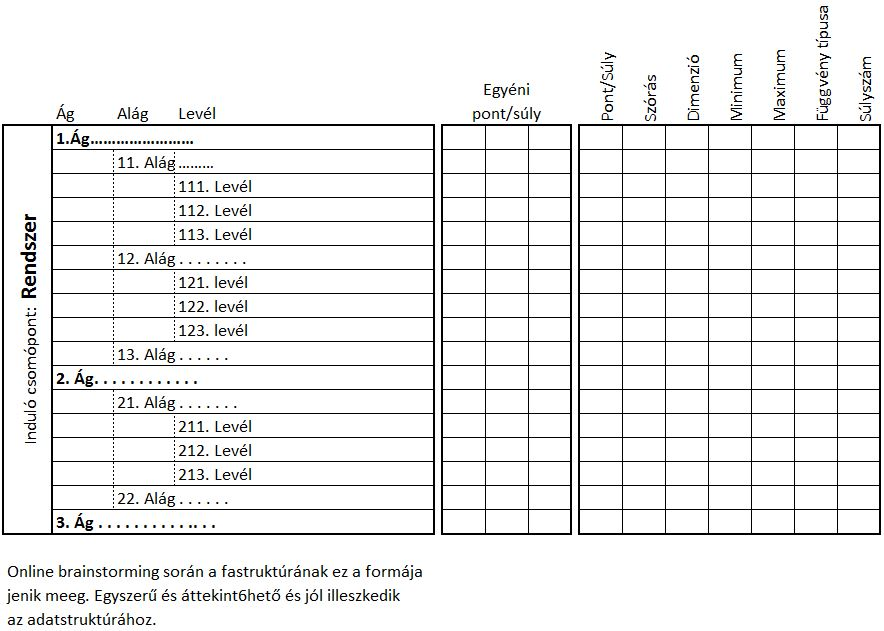 Ág Alág Levél
Egyéni
pont/súly
Pont/Súly
Szórás
Dimenzió
Minimum
Maximum
Függvény típusa
Súlyszám
Induló csomópont: Rendszer
1.Ág........................
11. Alág .........
111. Levél
112. Levél
113. Levél
12. Alág . . . . . . . .
121. levél
122. levél
123. levél
13. Alág . . . . . .
2. Ág. . . . . . . . . . . .
21. Alág . . . . . . .
211. Levél
212. Levél
213. Levél
22. Alág . . . . . .
3. Ág . . . . . . . . . . .. . .
Online brainstorming során a fastruktúrának ez a formája
jenik meeg. Egyszerű és áttekint6hető és jól illeszkedik
az adatstruktúrához.